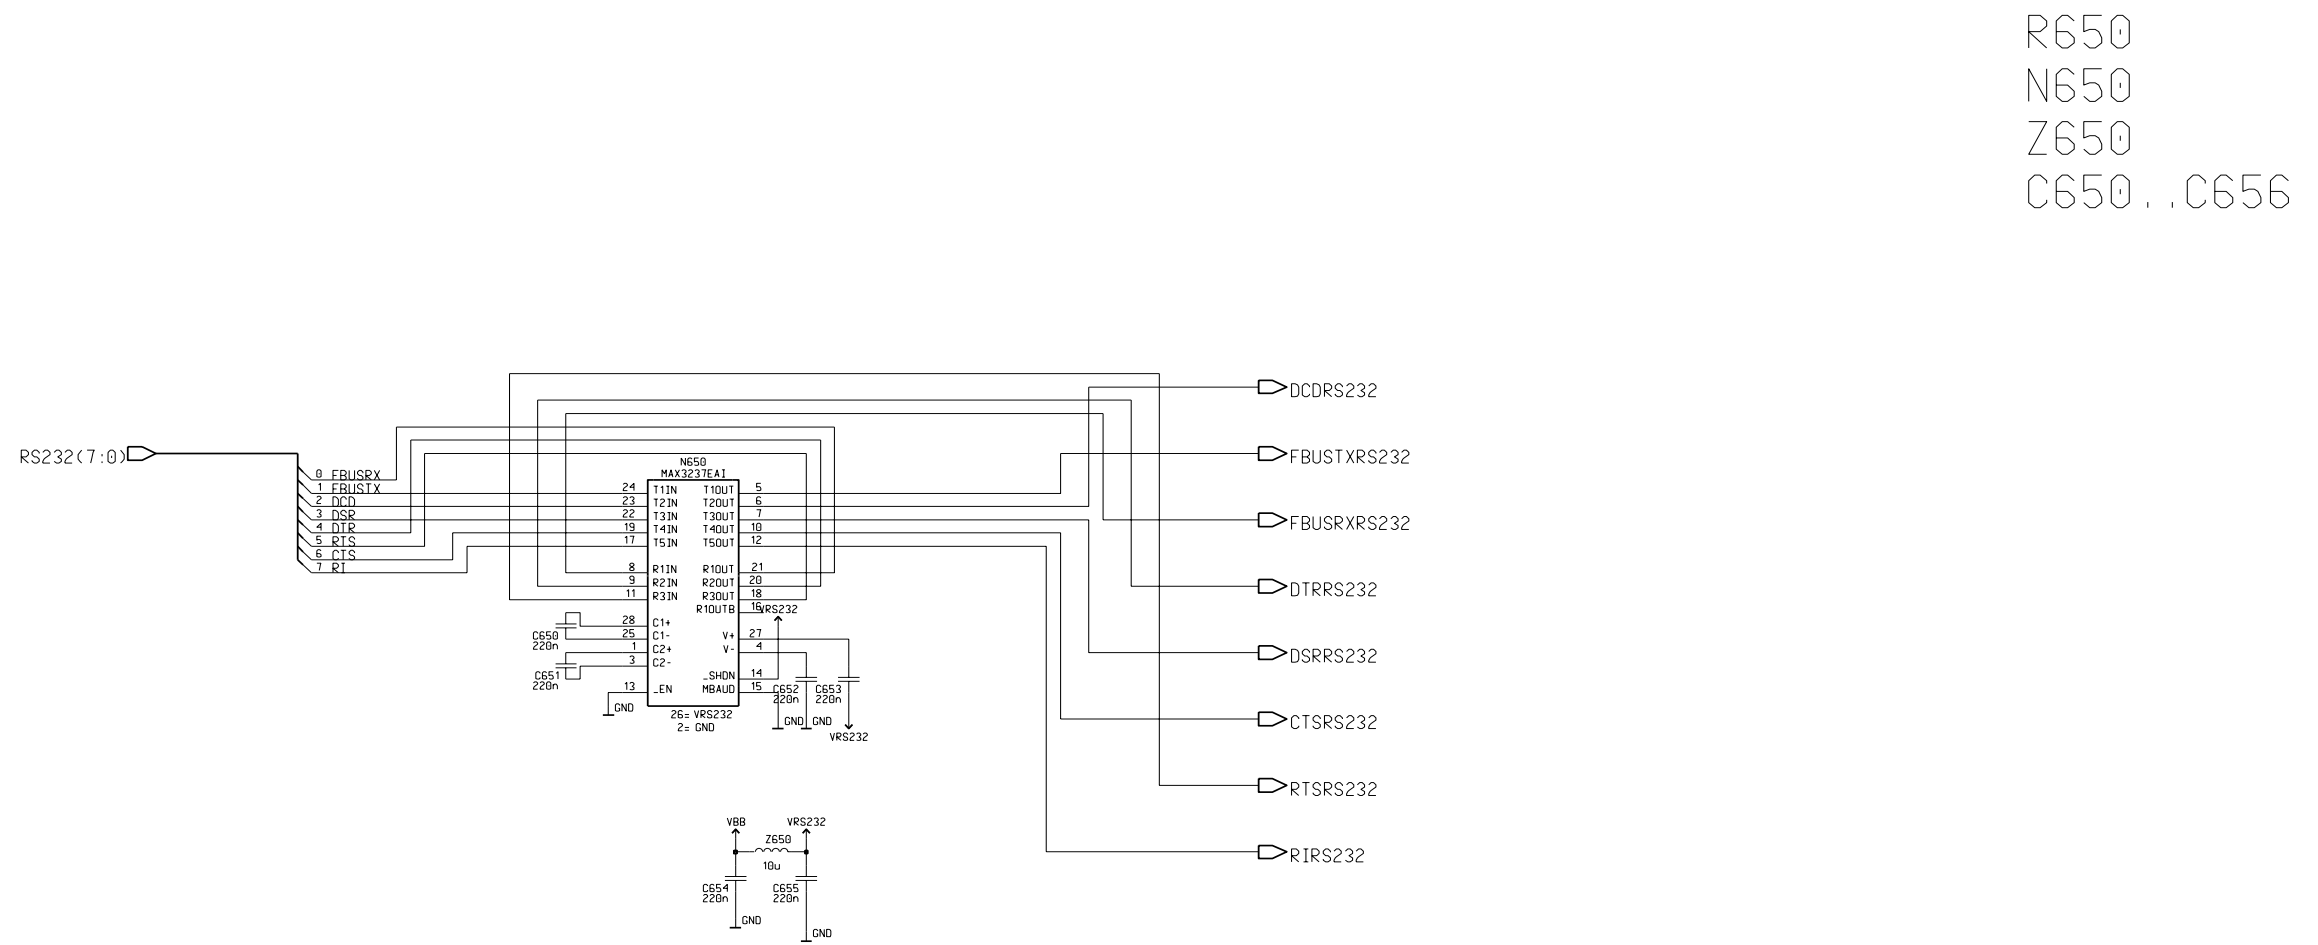 R650
N650
Z650
C650..C656
DCDRS232
RS232(7:0)
FBUSTXRS232
0 FBUSRX
1 FBUSTX
2 DCD
3 DSR
4 DTR
5 RTS
6 CTS
7 RI
N650
MAX3237EAI
24 T1IN T1OUT 5
23 T2IN T2OUT 6
22 T3IN T3OUT 7
19 T4IN T4OUT 10
17 T5IN T5OUT 12
8 R1IN R1OUT 21
9 R2IN R2OUT 20
11 R3IN R3OUT 18
R1OUTB 16
VRS232
28 C1+
25 C1- V+ 27
1 C2+ V- 4
3 C2-
_SHDN 14
13 _EN MBAUD 15
C650
220n
C651
220n
C652
220n
C653
220n
GND
26= VRS232
2= GND
GND
GND
VRS232
FBUSRXRS232
DTRRS232
DSRRS232
CTSRS232
RTSRS232
RIRS232
VBB
VRS232
Z650
10u
C654
220n
C655
220n
GND
GND